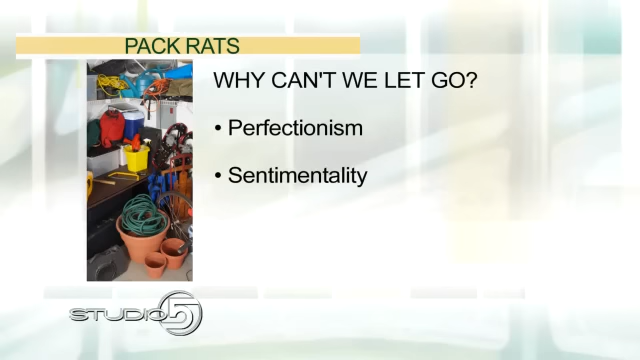 PACK RATS
WHY CAN'T WE LET GO?
• Perfectionism
• Sentimentality
STUDIO 5